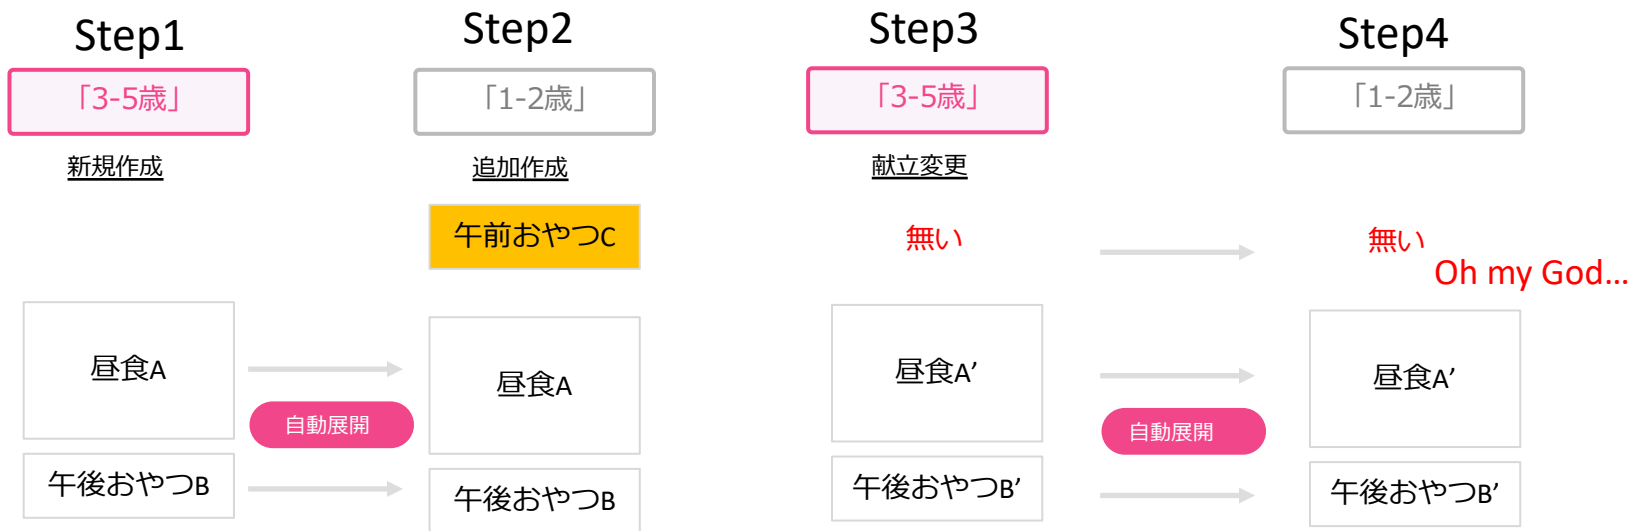 Step1
Step2
Step3
Step4
「3-5歳」
「1-2歳」
「3-5歳」
「1-2歳」
新規作成
追加作成
献立変更
午前おやつC
無い
無い
Oh my God…
昼食A
昼食A
昼食A’
昼食A’
自動展開
自動展開
午後おやつB
午後おやつB
午後おやつB’
午後おやつB’